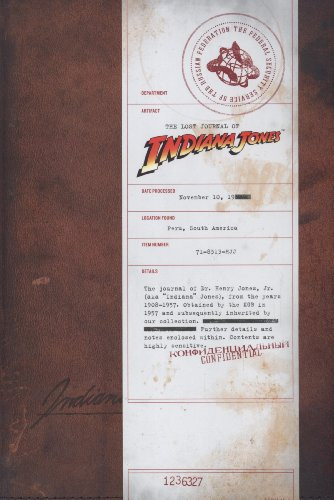 THE FEDERAL SECURITY SERVICE OF THE RUSSIAN FEDERATION
DEPARTMENT
ARTIFACT
THE LOST JOURNAL OF
INDIANA JONES
DATE PROCESSED
November 10, 19
LOCATION FOUND
Peru, South America
ITEM NUMBER
DETAILS
The journal of Dr. Henry Jones, Jr.
(aka "Indiana" Jones), from the years
1908-1957. Obtained by the KGB in
1957 and subsequently inherited by
our collection.
Further details and
notes enclosed within. Contents are
highly sensitive.
КОНФИДЕНЦИАЛЬНЫЙ
CONFIDENTIAL
Indiana
1236327